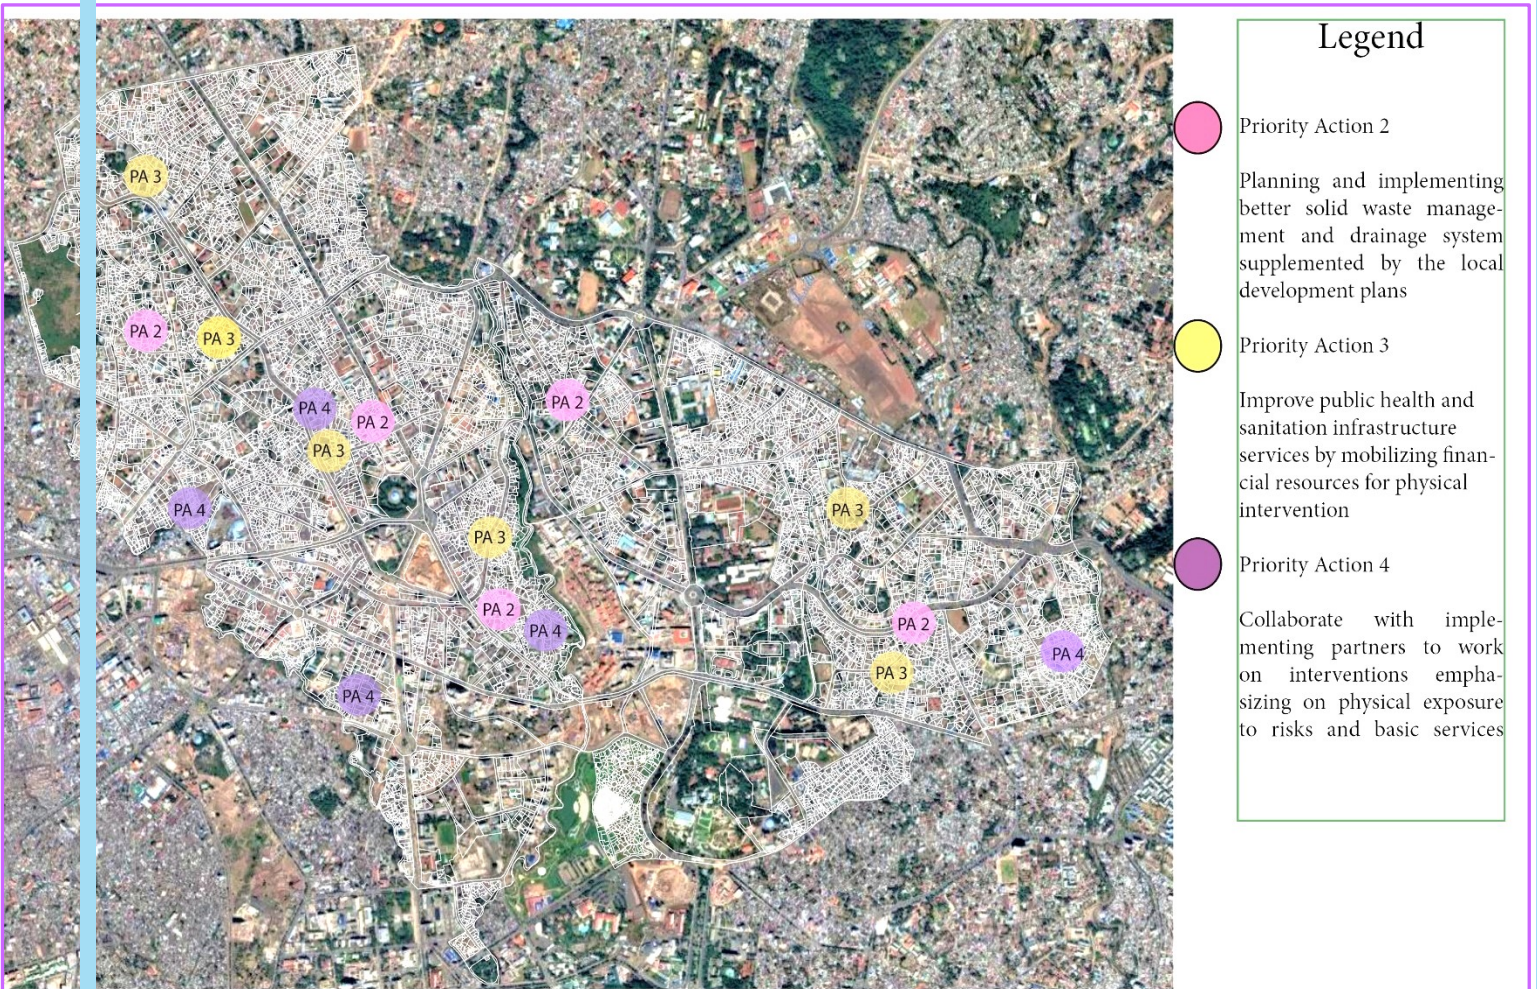 Legend
Priority Action 2
Planning and implementing
better solid waste manage-
ment and drainage system
supplemented by the local
development plans
Priority Action 3
Improve public health and
sanitation infrastructure
services by mobilizing finan-
cial resources for physical
intervention
Priority Action 4
Collaborate with imple-
menting partners to work
on interventions empha-
sizing on physical exposure
to risks and basic services
PA 3
PA 2
PA 3
PA 4
PA 2
PA 3
PA 2
PA 4
PA 3
PA 3
PA 2
PA 4
PA 2
PA 3
PA 4
PA 4